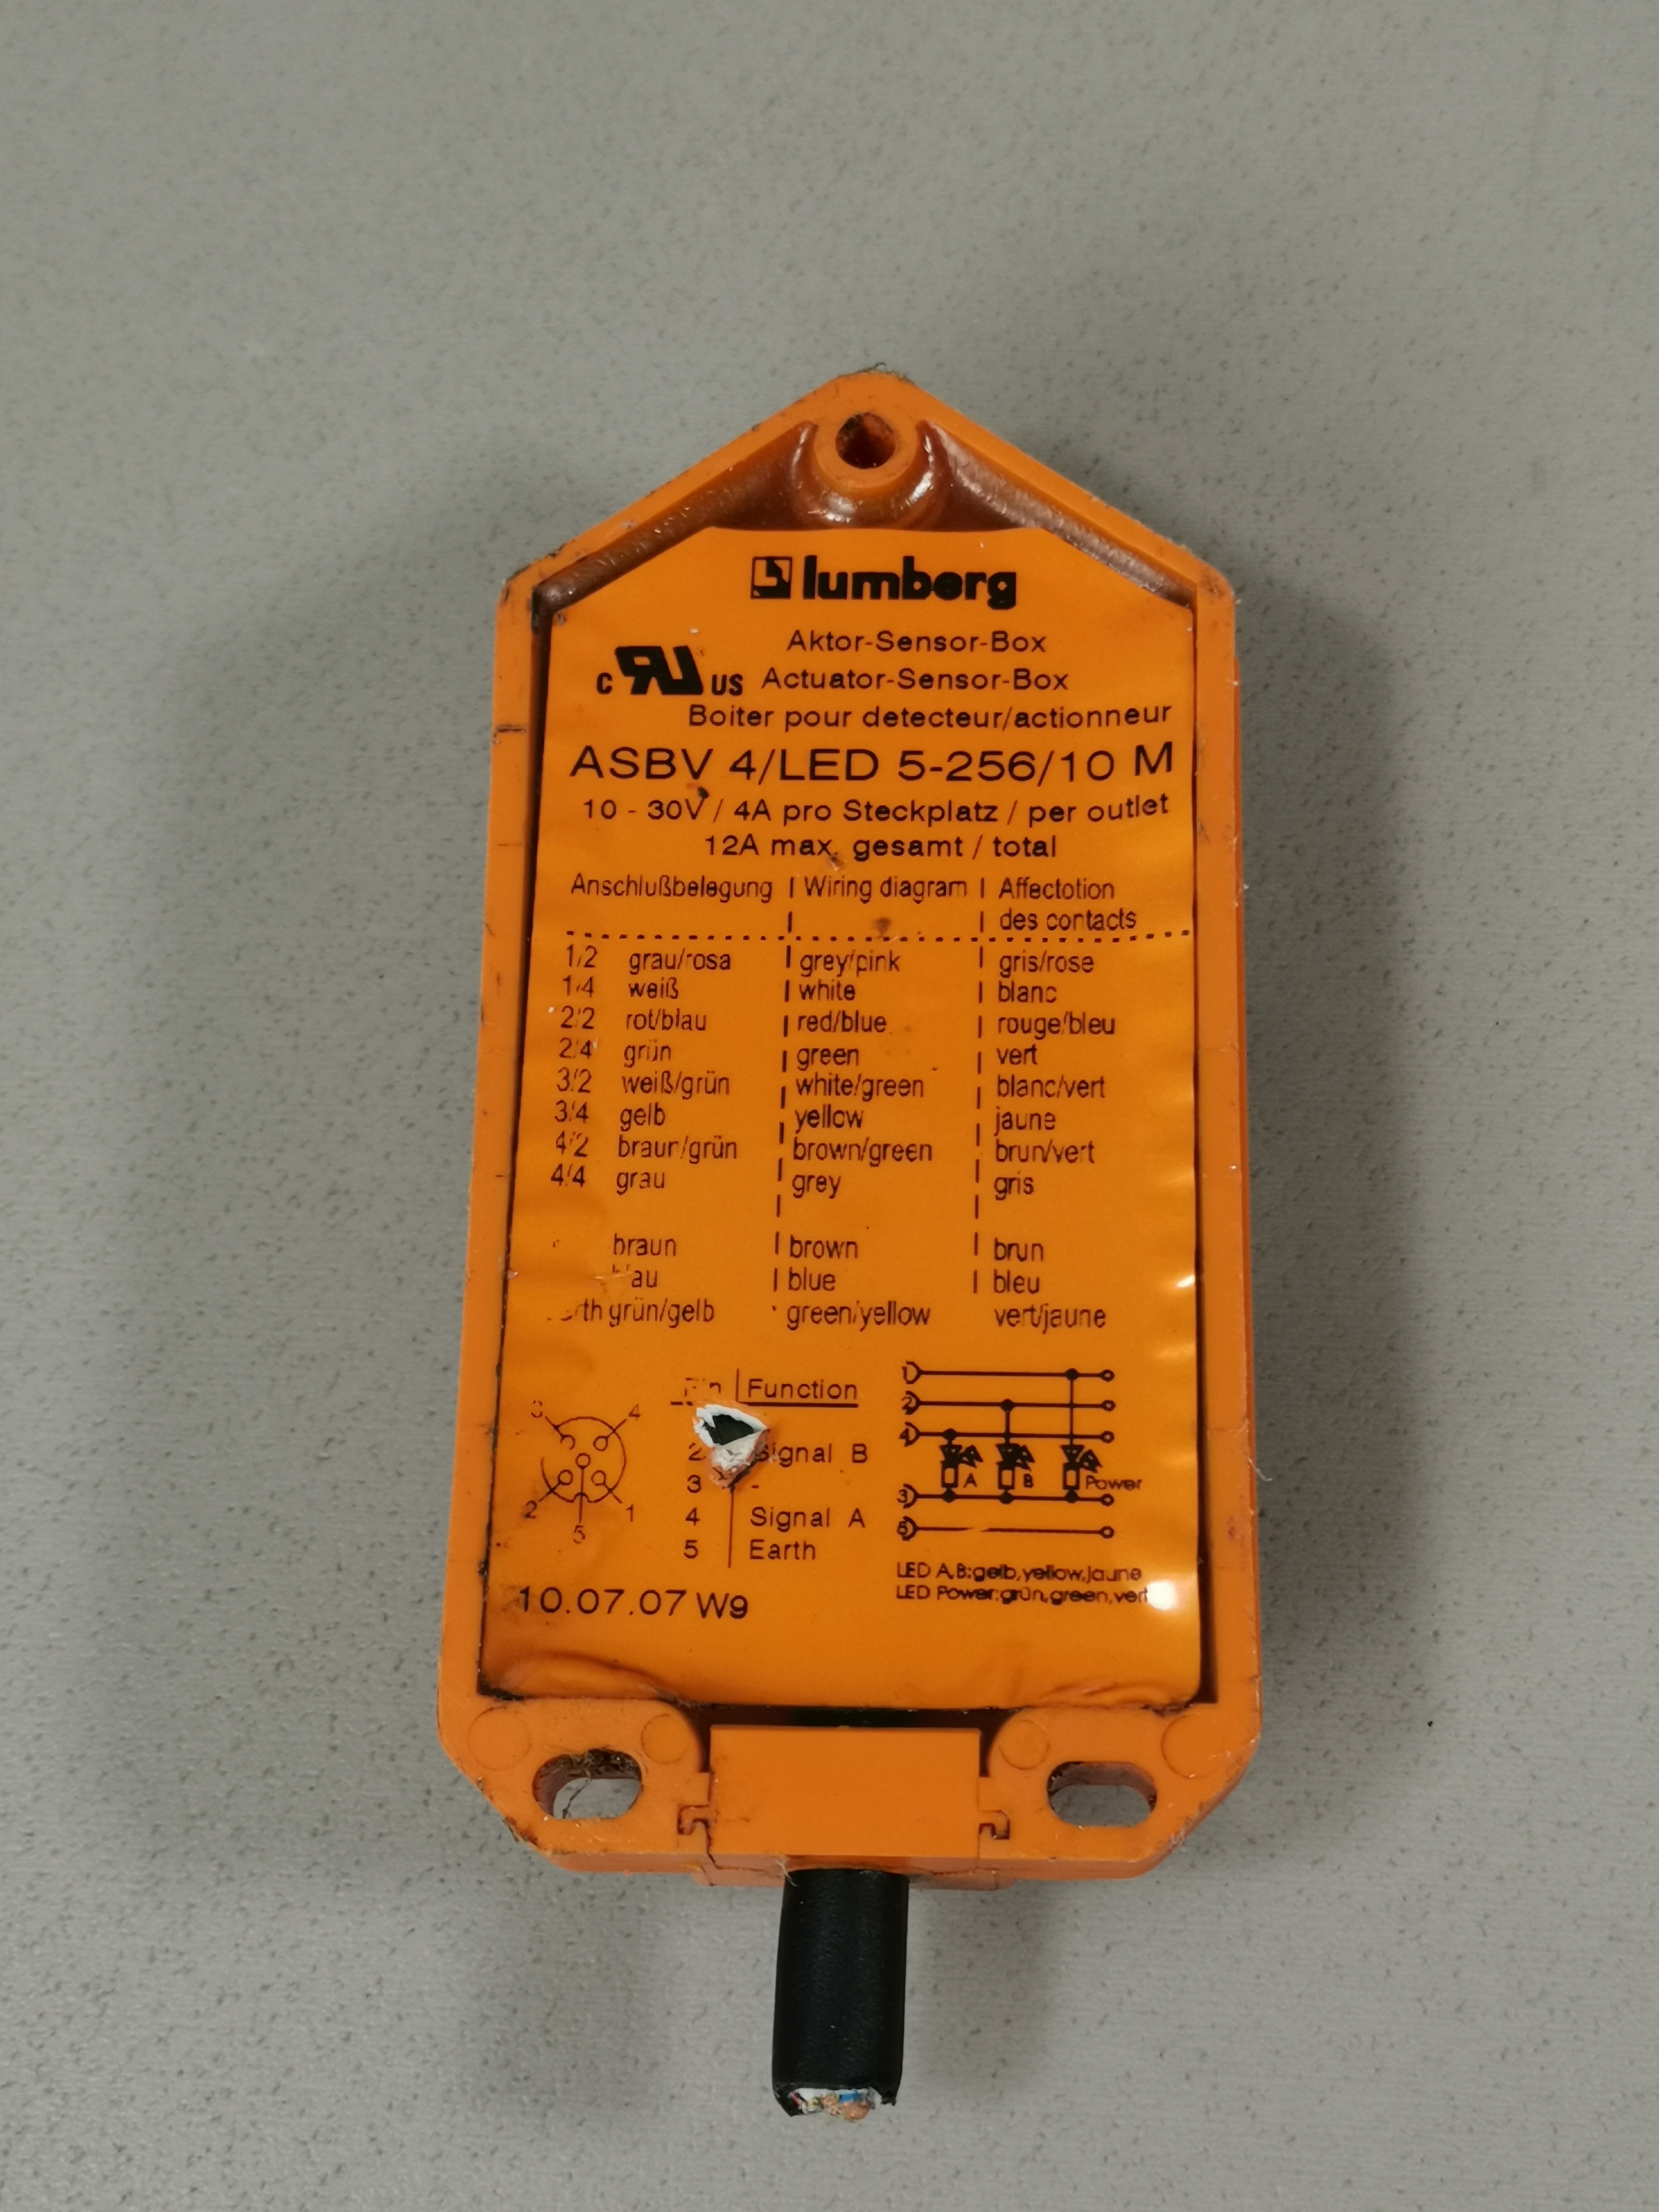 lumberg
Aktor-Sensor-Box
c RU US Actuator-Sensor-Box
Boiter pour detecteur/actionneur
ASBV 4/LED 5-256/10 M
10 - 30V / 4A pro Steckplatz / per outlet
12A max. gesamt / total
Anschlußbelegung | Wiring diagram | Affectotion
des contacts
1/2 grau/rosa | grey/pink | gris/rose
1/4 weiß | white | blanc
2/2 rot/blau | red/blue | rouge/bleu
2/4 grün | green | vert
3/2 weiß/grün | white/green | blanc/vert
3/4 gelb | yellow | jaune
4/2 braun/grün | brown/green | brun/vert
4/4 grau | grey | gris
braun | brown | brun
blau | blue | bleu
grün/gelb green/yellow vert/jaune
Pin Function
2 Signal B
3 -
4 Signal A
5 Earth
3 4
2 1
5
1
2
4
A B Power
3
5
LED A,B:gelb,yellow,jaune
LED Power:grün,green,vert
10.07.07 W9